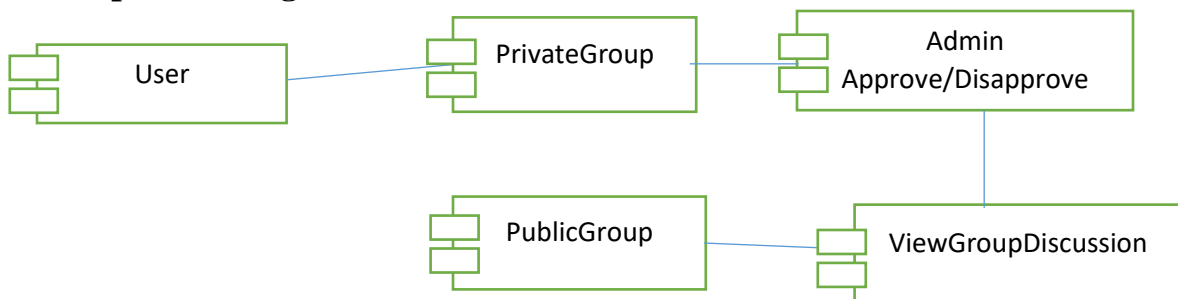 User
PrivateGroup
Admin
Approve/Disapprove
PublicGroup
ViewGroupDiscussion